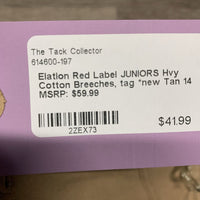 The Tack Collector
614600-197
Elation Red Label JUNIORS Hvy
Cotton Breeches, tag *new Tan 14
MSRP: $59.99
2ZEX73
$41.99